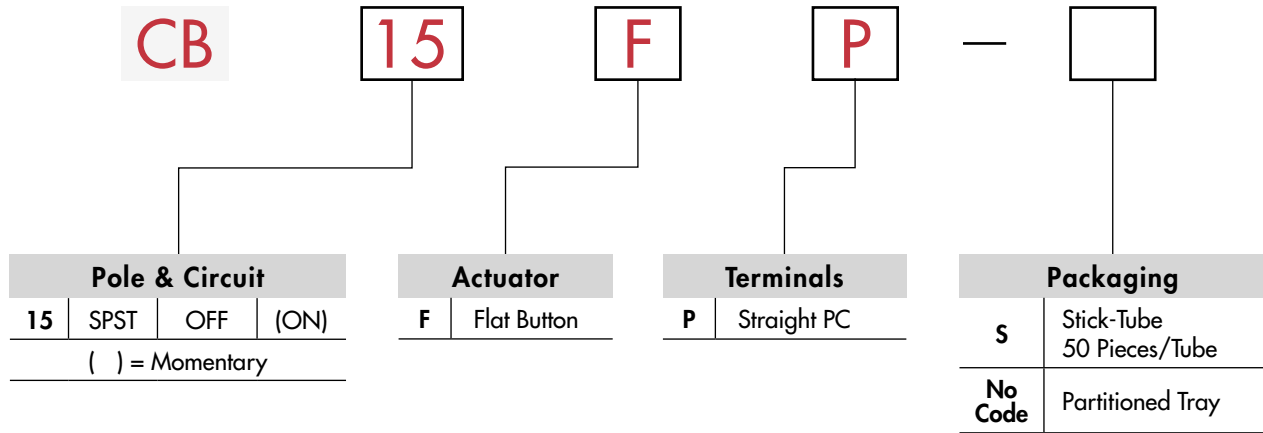 CB 15 F P —
Pole & Circuit
15 SPST OFF (ON)
( ) = Momentary
Actuator
F Flat Button
Terminals
P Straight PC
Packaging
S Stick-Tube
50 Pieces/Tube
No
Code Partitioned Tray